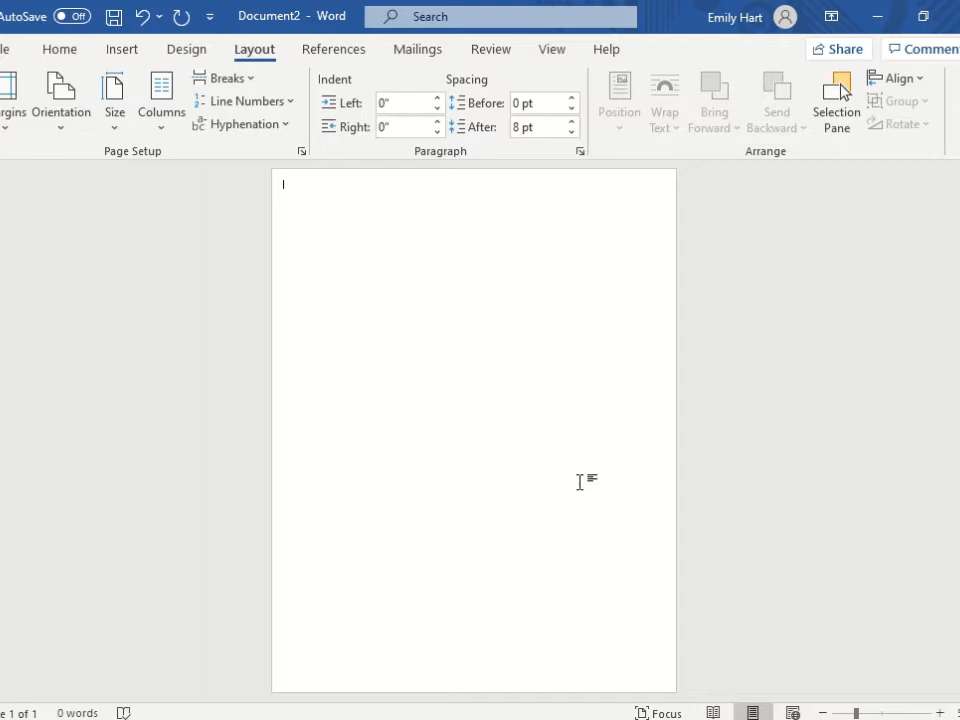 AutoSave Off Document2 - Word Search Emily Hart
le Home Insert Design Layout References Mailings Review View Help Share Commen
rgins Orientation Size Columns
Breaks
Line Numbers
Hyphenation
Page Setup
Indent Spacing
Left: 0" Before: 0 pt
Right: 0" After: 8 pt
Paragraph
Position Wrap Text Bring Forward Send Backward Selection Pane
Align
Group
Rotate
Arrange
e 1 of 1 0 words Focus